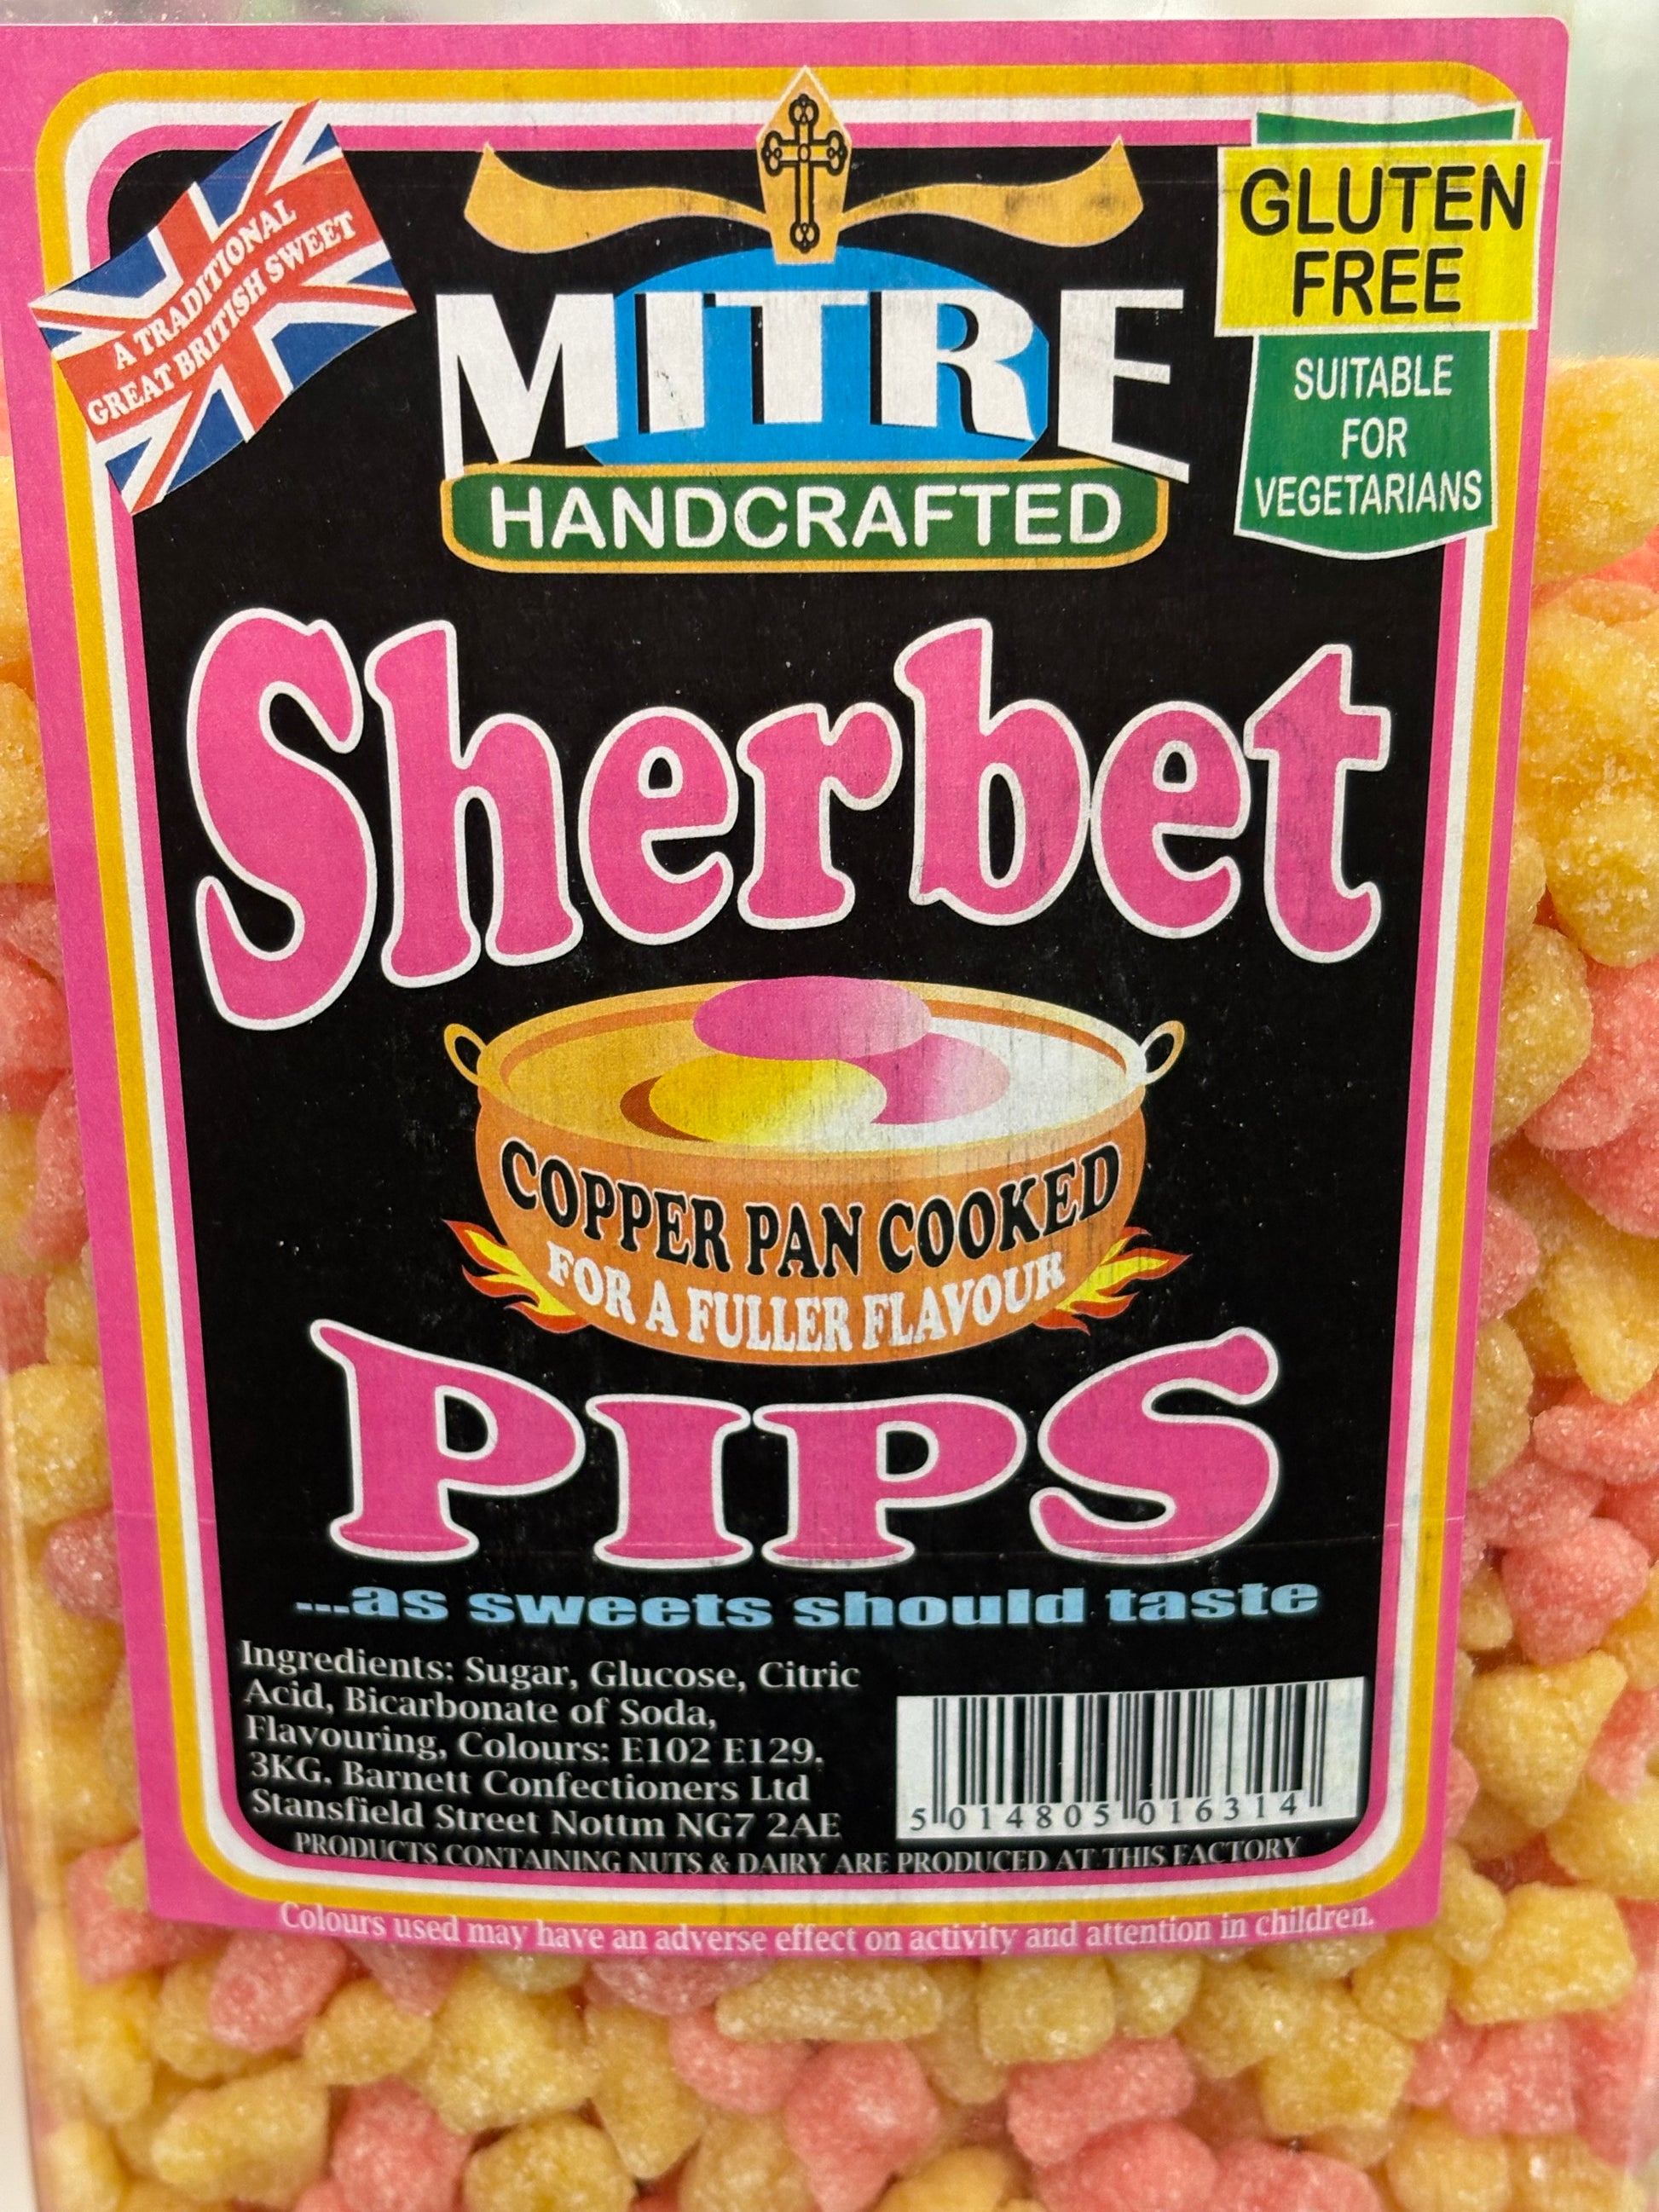 A TRADITIONAL
GREAT BRITISH SWEET
MITRE
HANDCRAFTED
GLUTEN
FREE
SUITABLE
FOR
VEGETARIANS
Sherbet
COPPER PAN COOKED
FOR A FULLER FLAVOUR
PIPS
...as sweets should taste
Ingredients: Sugar, Glucose, Citric
Acid, Bicarbonate of Soda,
Flavouring, Colours: E102 E129.
3KG. Barnett Confectioners Ltd
Stansfield Street Nottm NG7 2AE
5 014805 016314
PRODUCTS CONTAINING NUTS & DAIRY ARE PRODUCED AT THIS FACTORY
Colours used may have an adverse effect on activity and attention in children.